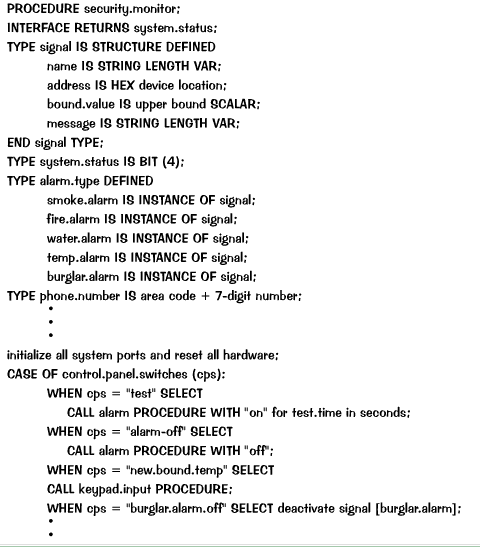 PROCEDURE security.monitor;
INTERFACE RETURNS system.status;
TYPE signal IS STRUCTURE DEFINED
name IS STRING LENGTH VAR;
address IS HEX device location;
bound.value IS upper bound SCALAR;
message IS STRING LENGTH VAR;
END signal TYPE;
TYPE system.status IS BIT (4);
TYPE alarm.type DEFINED
smoke.alarm IS INSTANCE OF signal;
fire.alarm IS INSTANCE OF signal;
water.alarm IS INSTANCE OF signal;
temp.alarm IS INSTANCE OF signal;
burglar.alarm IS INSTANCE OF signal;
TYPE phone.number IS area code + 7-digit number;
•
•
•
initialize all system ports and reset all hardware;
CASE OF control.panel.switches (cps):
WHEN cps = "test" SELECT
CALL alarm PROCEDURE WITH "on" for test.time in seconds;
WHEN cps = "alarm-off" SELECT
CALL alarm PROCEDURE WITH "off";
WHEN cps = "new.bound.temp" SELECT
CALL keypad.input PROCEDURE;
WHEN cps = "burglar.alarm.off" SELECT deactivate signal [burglar.alarm];
•
•